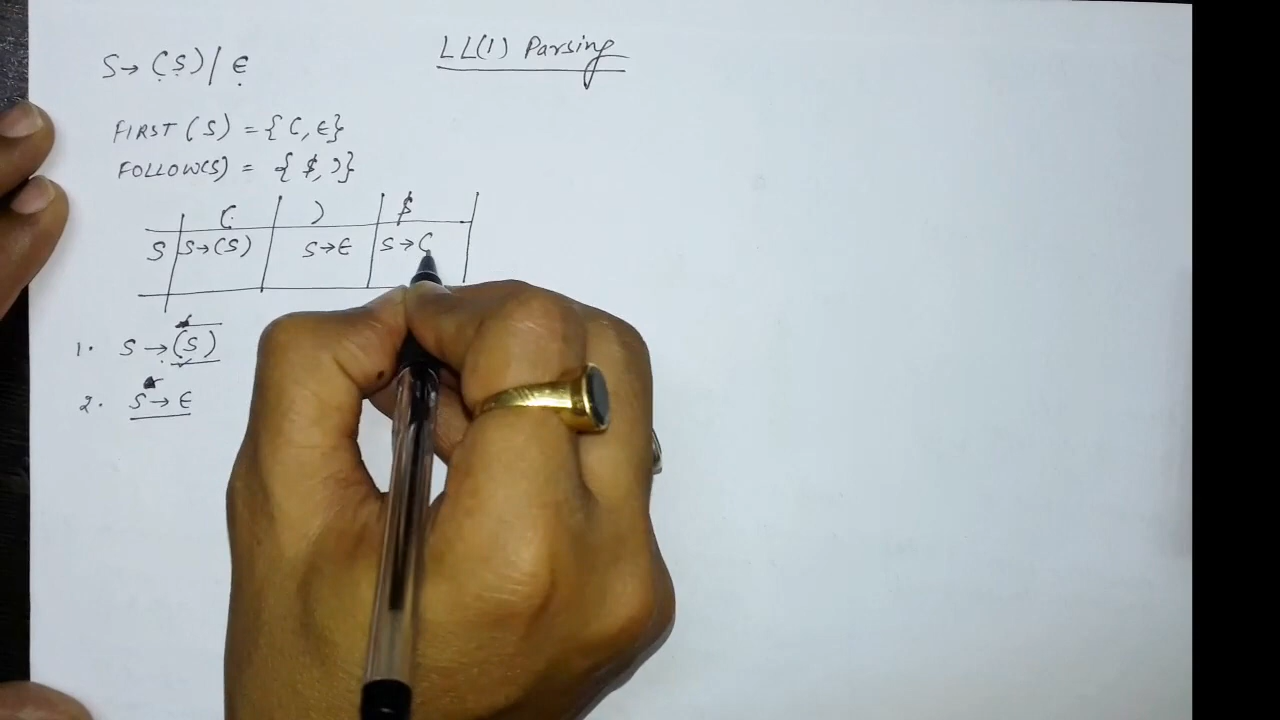 LL(1) Parsing
S → (S) / ϵ
FIRST(S) = {(, ϵ}
FOLLOW(S) = {$, )}
( ) $
S S→(S) S→ϵ S→
1. S → (S)
2. S → ϵ